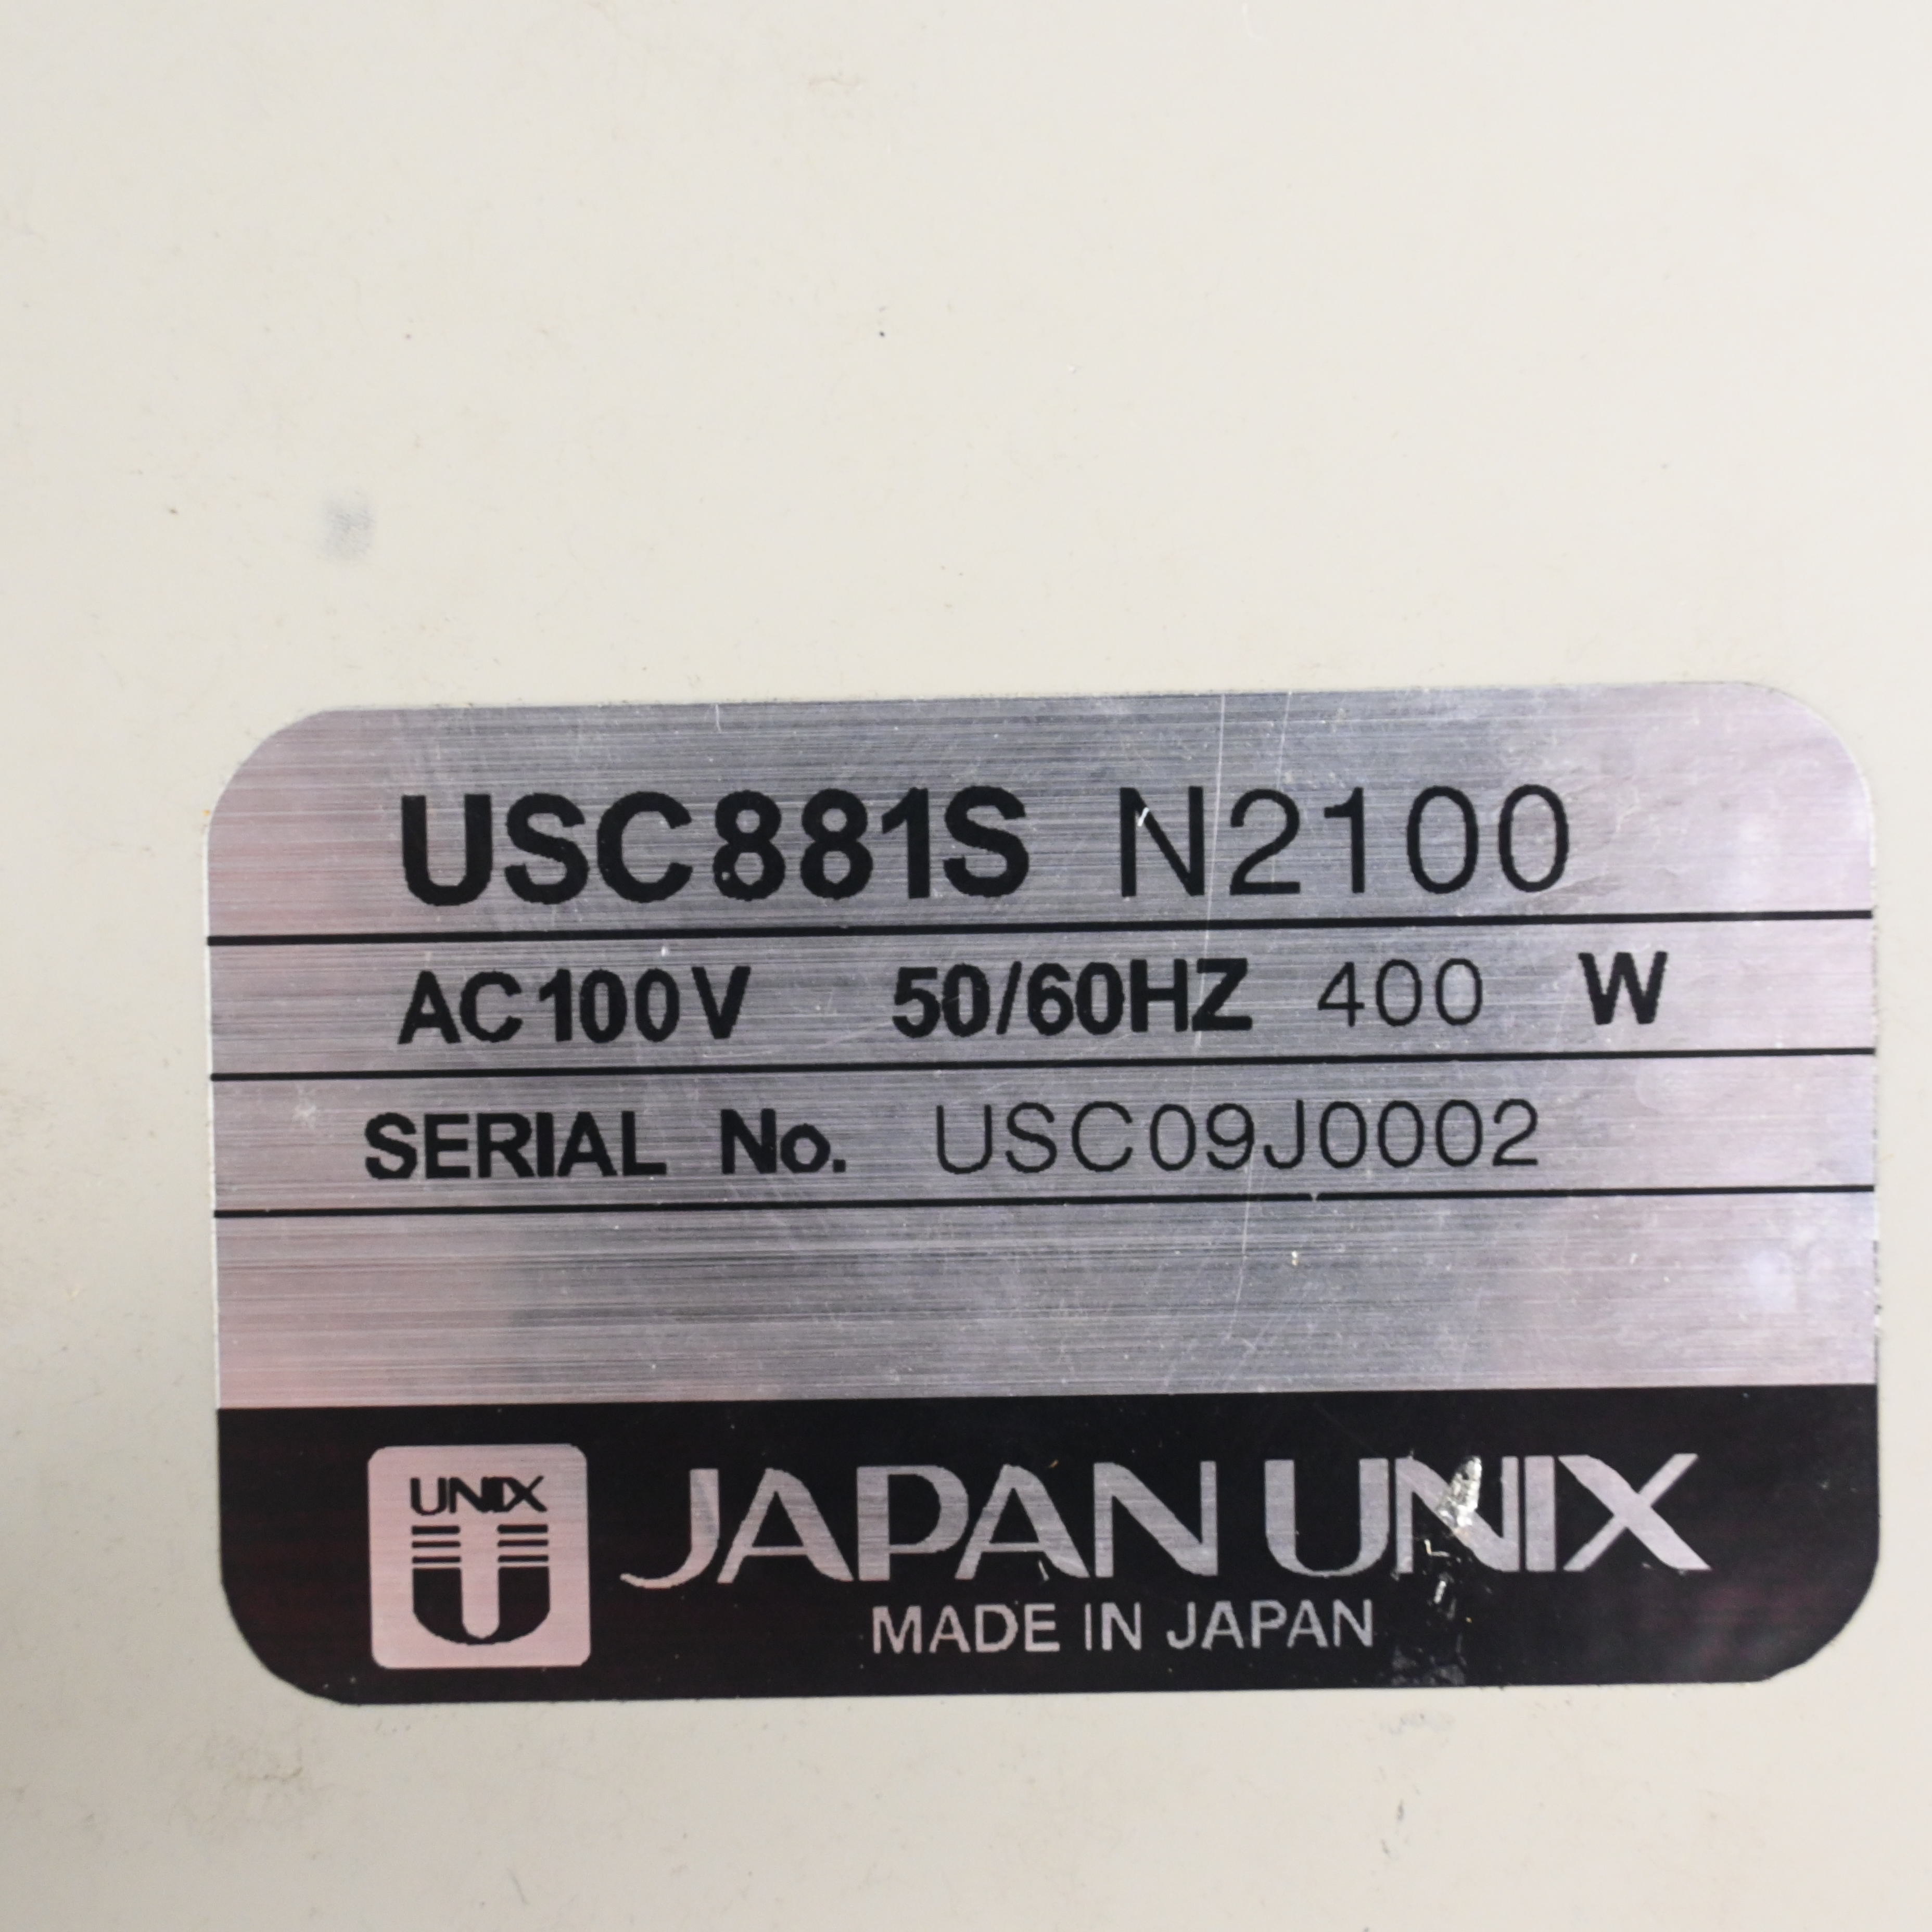 USC881S N2100
AC100V 50/60HZ 400 W
SERIAL No. USC09J0002
UNIX
JAPAN UNIX
MADE IN JAPAN